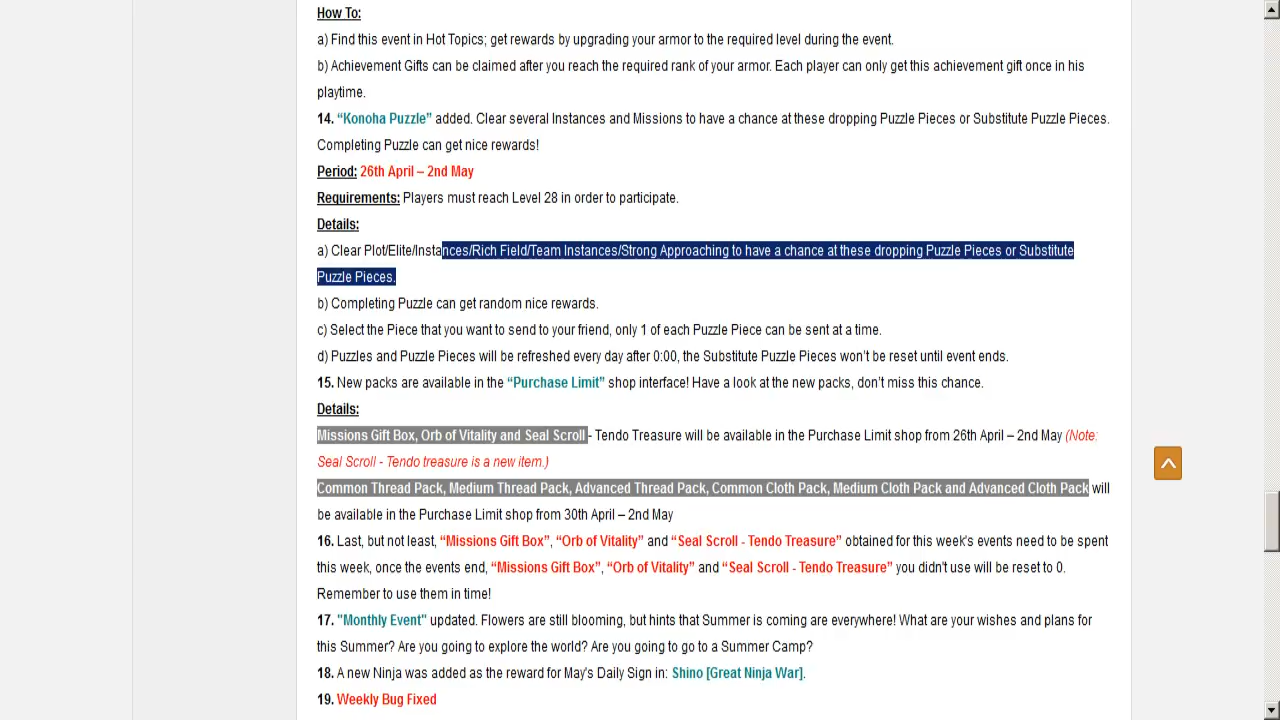 How To:
a) Find this event in Hot Topics; get rewards by upgrading your armor to the required level during the event.
b) Achievement Gifts can be claimed after you reach the required rank of your armor. Each player can only get this achievement gift once in his
playtime.
14. “Konoha Puzzle” added. Clear several Instances and Missions to have a chance at these dropping Puzzle Pieces or Substitute Puzzle Pieces.
Completing Puzzle can get nice rewards!
Period: 26th April – 2nd May
Requirements: Players must reach Level 28 in order to participate.
Details:
a) Clear Plot/Elite/Instances/Rich Field/Team Instances/Strong Approaching to have a chance at these dropping Puzzle Pieces or Substitute
Puzzle Pieces.
b) Completing Puzzle can get random nice rewards.
c) Select the Piece that you want to send to your friend, only 1 of each Puzzle Piece can be sent at a time.
d) Puzzles and Puzzle Pieces will be refreshed every day after 0:00, the Substitute Puzzle Pieces won’t be reset until event ends.
15. New packs are available in the “Purchase Limit” shop interface! Have a look at the new packs, don’t miss this chance.
Details:
Missions Gift Box, Orb of Vitality and Seal Scroll - Tendo Treasure will be available in the Purchase Limit shop from 26th April – 2nd May (Note:
Seal Scroll - Tendo treasure is a new item.)
Common Thread Pack, Medium Thread Pack, Advanced Thread Pack, Common Cloth Pack, Medium Cloth Pack and Advanced Cloth Pack will
be available in the Purchase Limit shop from 30th April – 2nd May
16. Last, but not least, “Missions Gift Box”, “Orb of Vitality” and “Seal Scroll - Tendo Treasure” obtained for this week’s events need to be spent
this week, once the events end, “Missions Gift Box”, “Orb of Vitality” and “Seal Scroll - Tendo Treasure” you didn't use will be reset to 0.
Remember to use them in time!
17. "Monthly Event" updated. Flowers are still blooming, but hints that Summer is coming are everywhere! What are your wishes and plans for
this Summer? Are you going to explore the world? Are you going to go to a Summer Camp?
18. A new Ninja was added as the reward for May's Daily Sign in: Shino [Great Ninja War].
19. Weekly Bug Fixed